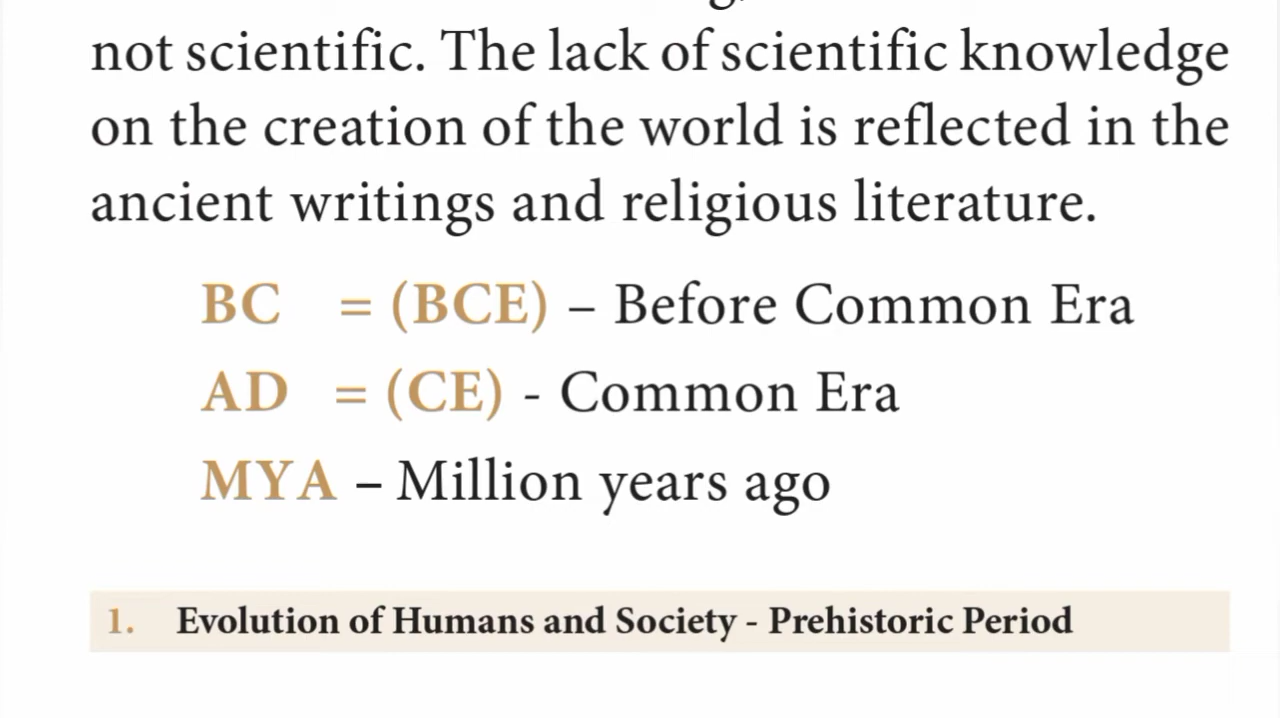 not scientific. The lack of scientific knowledge
on the creation of the world is reflected in the
ancient writings and religious literature.
BC = (BCE) – Before Common Era
AD = (CE) - Common Era
MYA – Million years ago
1. Evolution of Humans and Society - Prehistoric Period